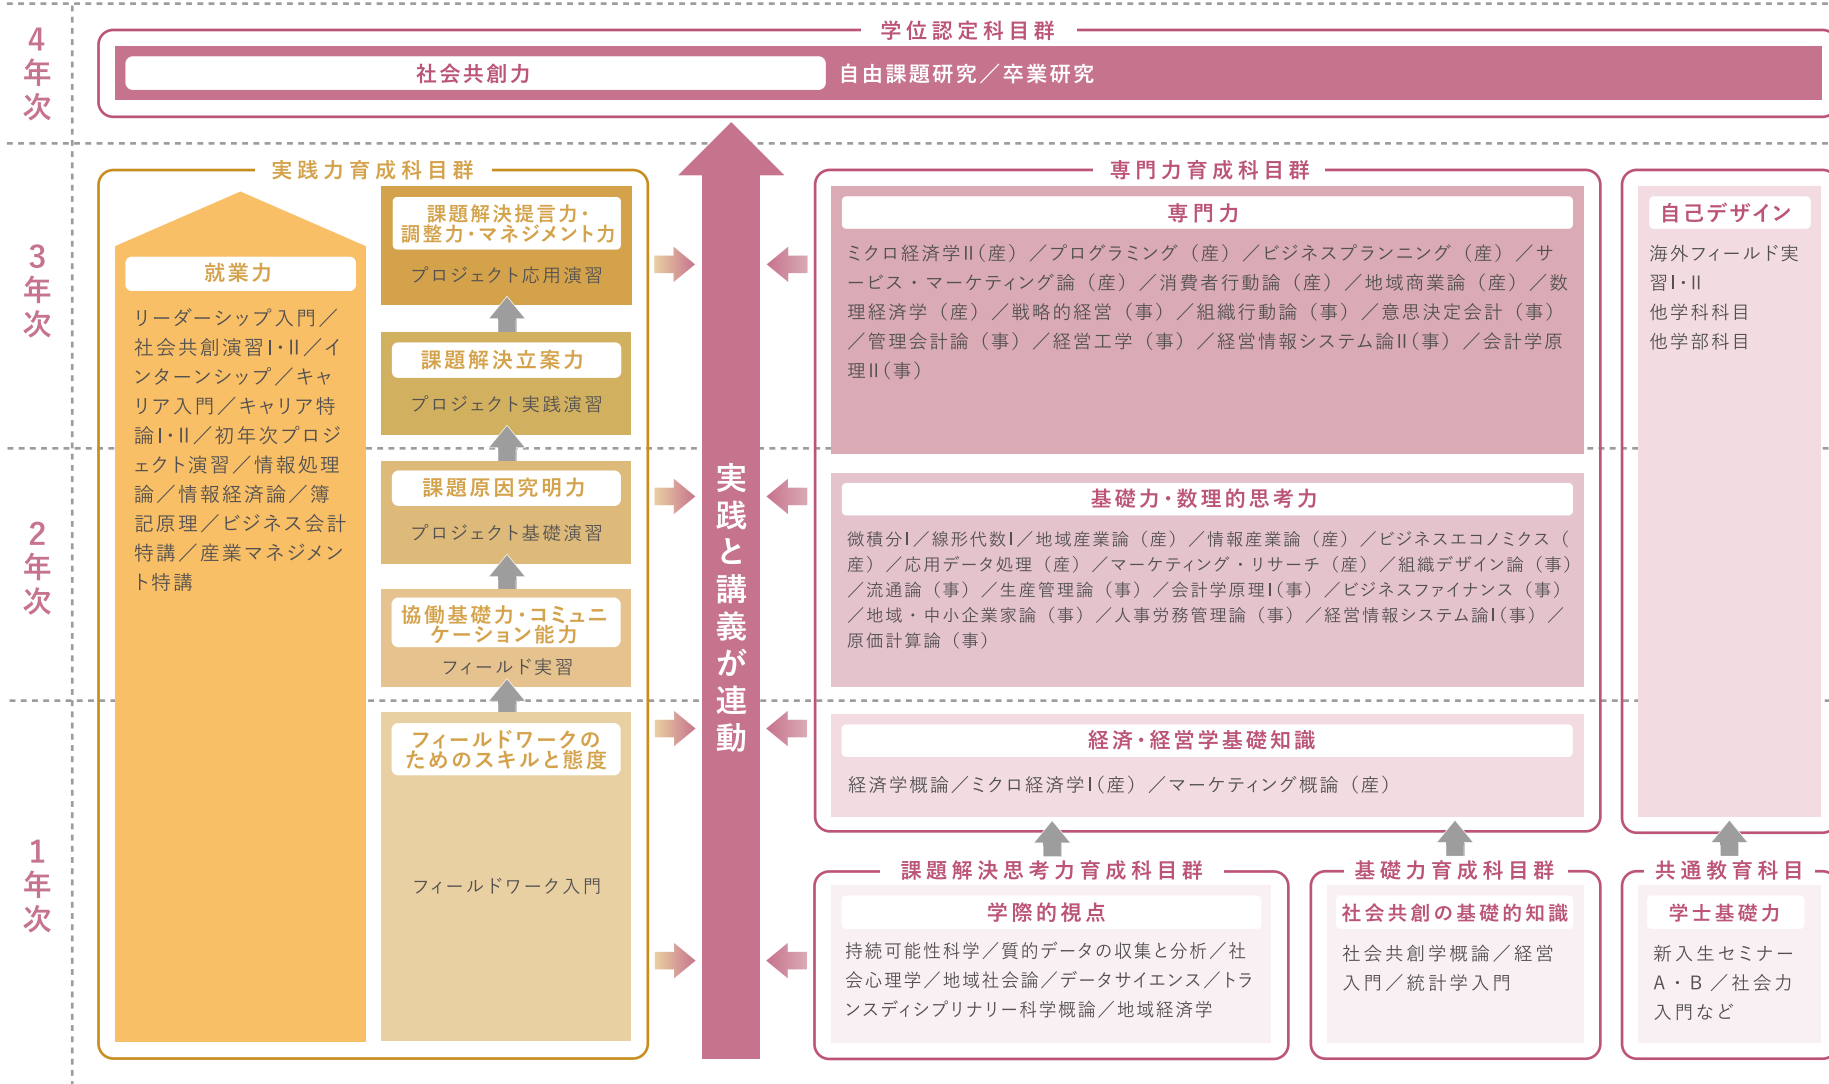 4年次
学位認定科目群
社会共創力
自由課題研究／卒業研究
3年次
2年次
1年次
実践力育成科目群
就業力
リーダーシップ入門／
社会共創演習I・II／イ
ンターンシップ／キャ
リア入門／キャリア特
論I・II／初年次プロジ
ェクト演習／情報処理
論／情報経済論／簿
記原理／ビジネス会計
特講／産業マネジメン
ト特講
課題解決提言力・
調整力・マネジメント力
プロジェクト応用演習
課題解決立案力
プロジェクト実践演習
課題原因究明力
プロジェクト基礎演習
協働基礎力・コミュニ
ケーション能力
フィールド実習
フィールドワークの
ためのスキルと態度
フィールドワーク入門
実践と講義が連動
専門力育成科目群
専門力
ミクロ経済学II（産）／プログラミング（産）／ビジネスプランニング（産）／サ
ービス・マーケティング論（産）／消費者行動論（産）／地域商業論（産）／数
理経済学（産）／戦略的経営（事）／組織行動論（事）／意思決定会計（事）
／管理会計論（事）／経営工学（事）／経営情報システム論II（事）／会計学原
理II（事）
基礎力・数理的思考力
微積分I／線形代数I／地域産業論（産）／情報産業論（産）／ビジネスエコノミクス（
産）／応用データ処理（産）／マーケティング・リサーチ（産）／組織デザイン論（事）
／流通論（事）／生産管理論（事）／会計学原理I（事）／ビジネスファイナンス（事）
／地域・中小企業家論（事）／人事労務管理論（事）／経営情報システム論I（事）／
原価計算論（事）
経済・経営学基礎知識
経済学概論／ミクロ経済学I（産）／マーケティング概論（産）
自己デザイン
海外フィールド実
習I・II
他学科科目
他学部科目
課題解決思考力育成科目群
学際的視点
持続可能性科学／質的データの収集と分析／社
会心理学／地域社会論／データサイエンス／トラ
ンスディシプリナリー科学概論／地域経済学
基礎力育成科目群
社会共創の基礎的知識
社会共創学概論／経営
入門／統計学入門
共通教育科目
学士基礎力
新入生セミナー
A・B／社会力
入門など